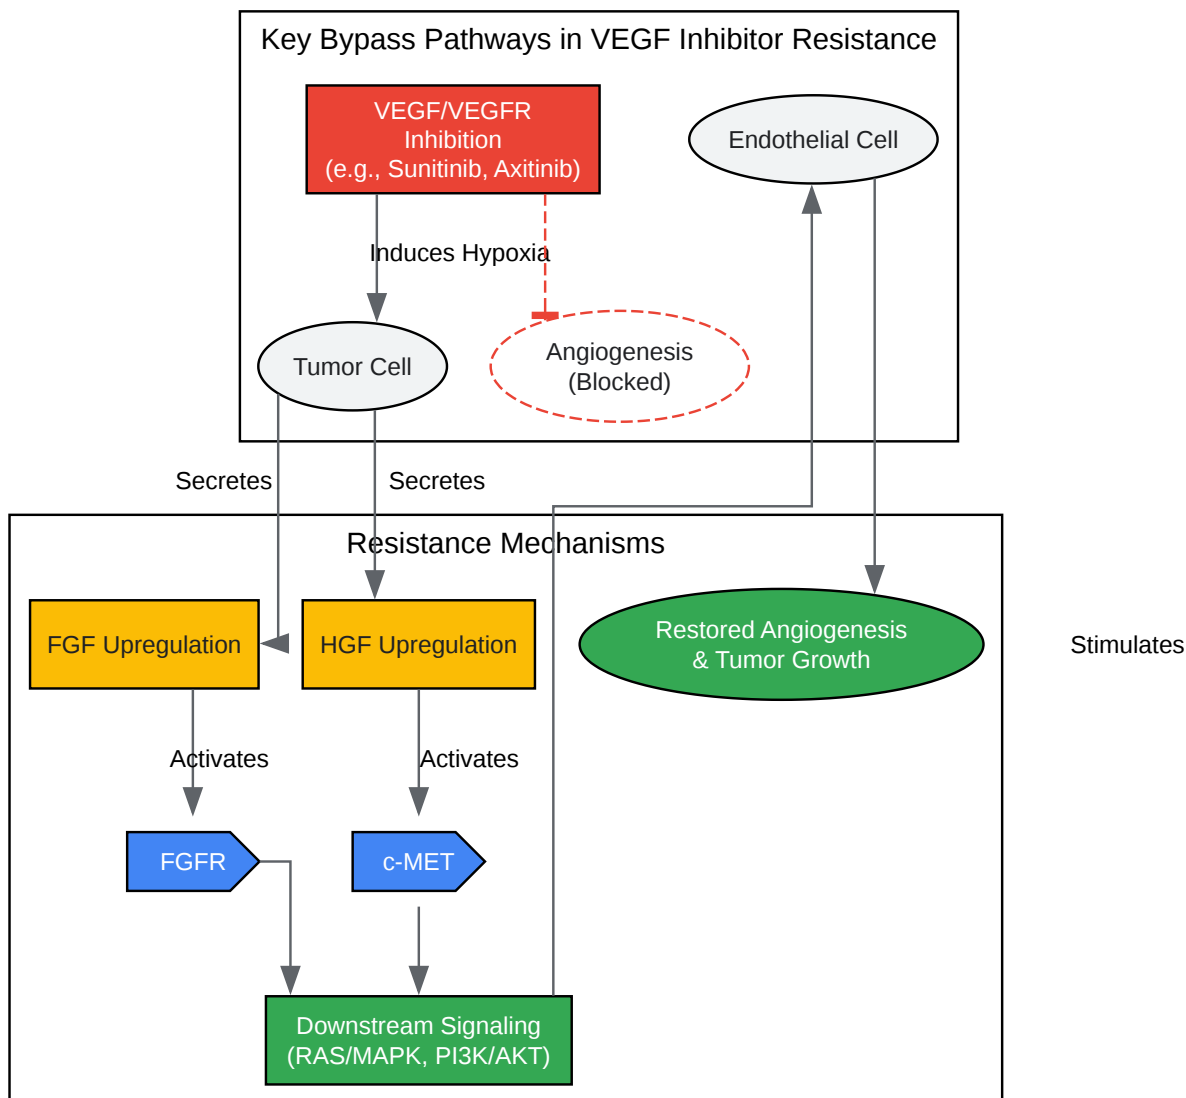 Key Bypass Pathways in VEGF Inhibitor Resistance
VEGF/VEGFR
Inhibition
(e.g., Sunitinib, Axitinib)
Endothelial Cell
Induces Hypoxia
Tumor Cell
Angiogenesis
(Blocked)
Secretes
Secretes
Resistance Mechanisms
FGF Upregulation
HGF Upregulation
Restored Angiogenesis
& Tumor Growth
Stimulates
Activates
Activates
FGFR
c-MET
Downstream Signaling
(RAS/MAPK, PI3K/AKT)